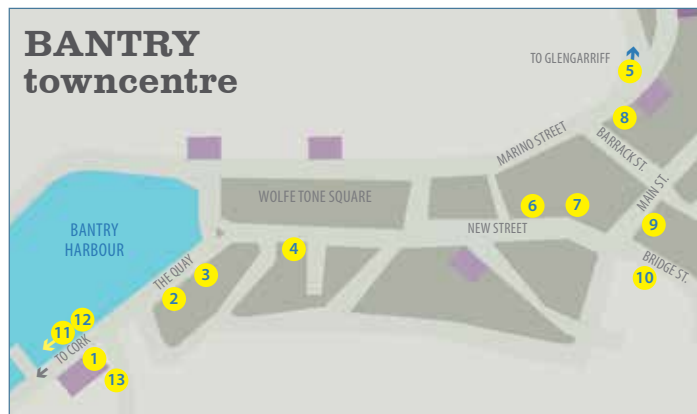 BANTRY
towncentre
TO GLENGARRIFF
5
8
MARINO STREET
BARRACK ST.
MAIN ST.
WOLFE TONE SQUARE
6
7
NEW STREET
9
BANTRY
HARBOUR
4
THE QUAY
3
2
BRIDGE ST.
10
12
11
TO CORK
1
13